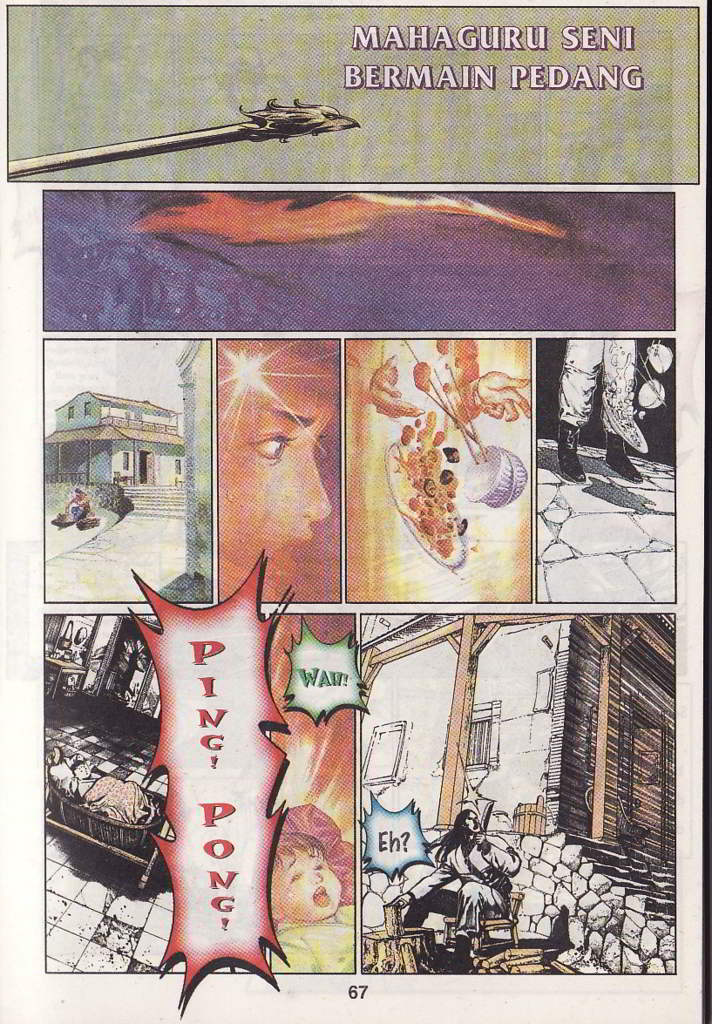 MAHAGURU SENI
BERMAIN PEDANG
PING!
PONG!
WAH!
Eh?
67